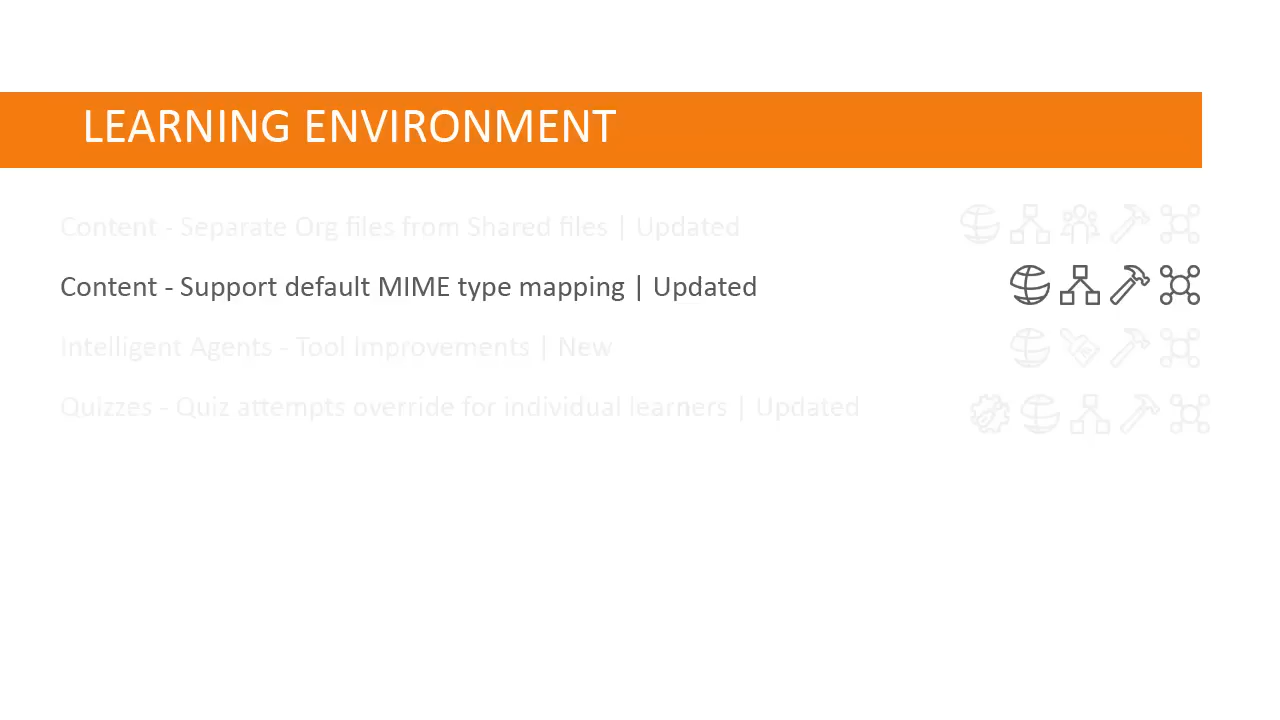 LEARNING ENVIRONMENT
Content - Separate Org files from Shared files | Updated
Content - Support default MIME type mapping | Updated
Intelligent Agents - Tool Improvements | New
Quizzes - Quiz attempts override for individual learners | Updated